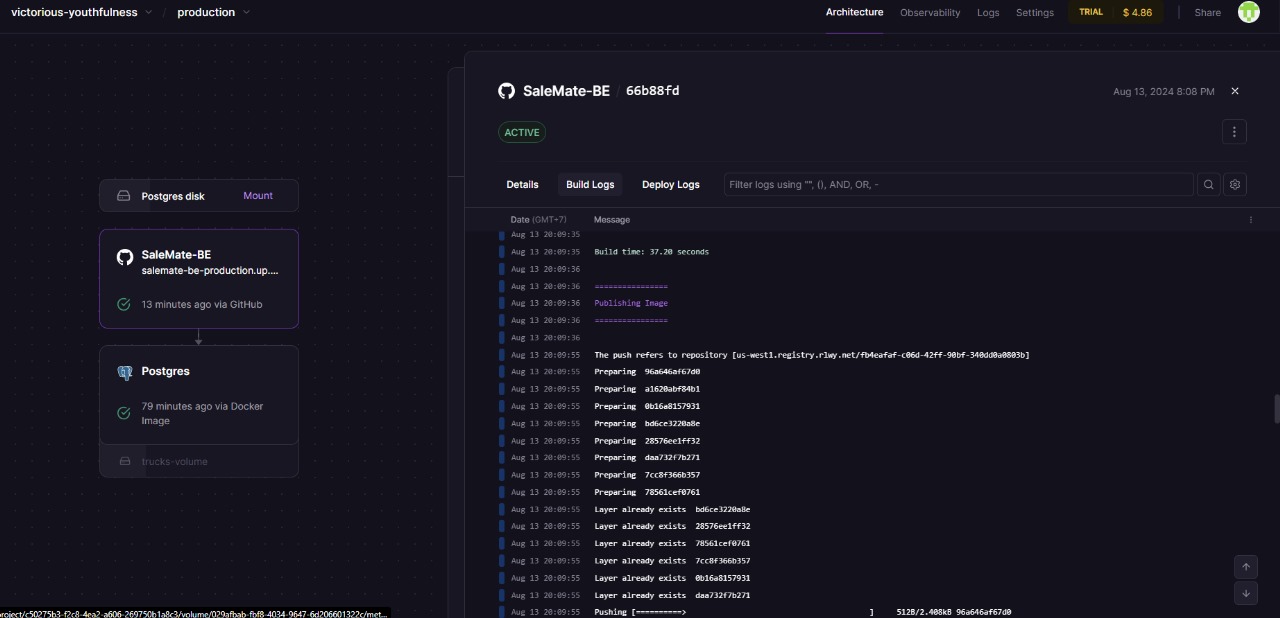 victorious-youthfulness / production
Architecture Observability Logs Settings TRIAL $ 4.86 Share
Postgres disk Mount
SaleMate-BE
salemate-be-production.up....
13 minutes ago via GitHub
Postgres
79 minutes ago via Docker
Image
trucks-volume
SaleMate-BE / 66b88fd
Aug 13, 2024 8:08 PM
ACTIVE
Details Build Logs Deploy Logs Filter logs using "", (), AND, OR, -
Date (GMT+7) Message
Aug 13 20:09:35
Aug 13 20:09:35 Build time: 37.20 seconds
Aug 13 20:09:36
Aug 13 20:09:36 ================
Aug 13 20:09:36 Publishing Image
Aug 13 20:09:36 ================
Aug 13 20:09:36
Aug 13 20:09:55 The push refers to repository [us-west1.registry.rlwy.net/fb4eafaf-c06d-42ff-90bf-340dd0a0803b]
Aug 13 20:09:55 Preparing 96a646af67d0
Aug 13 20:09:55 Preparing a1620abf84b1
Aug 13 20:09:55 Preparing 0b16a8157931
Aug 13 20:09:55 Preparing bd6ce3220a8e
Aug 13 20:09:55 Preparing 28576ee1ff32
Aug 13 20:09:55 Preparing daa732f7b271
Aug 13 20:09:55 Preparing 7cc8f366b357
Aug 13 20:09:55 Preparing 78561cef0761
Aug 13 20:09:55 Layer already exists bd6ce3220a8e
Aug 13 20:09:55 Layer already exists 28576ee1ff32
Aug 13 20:09:55 Layer already exists 78561cef0761
Aug 13 20:09:55 Layer already exists 7cc8f366b357
Aug 13 20:09:55 Layer already exists 0b16a8157931
Aug 13 20:09:55 Layer already exists daa732f7b271
Aug 13 20:09:55 Pushing [==========> ] 512B/2.408kB 96a646af67d0
roject/c50275b3-f2c8-4ea2-a606-269750b1a8c3/volume/029afbab-fbf8-4034-9647-6d206601322c/met...